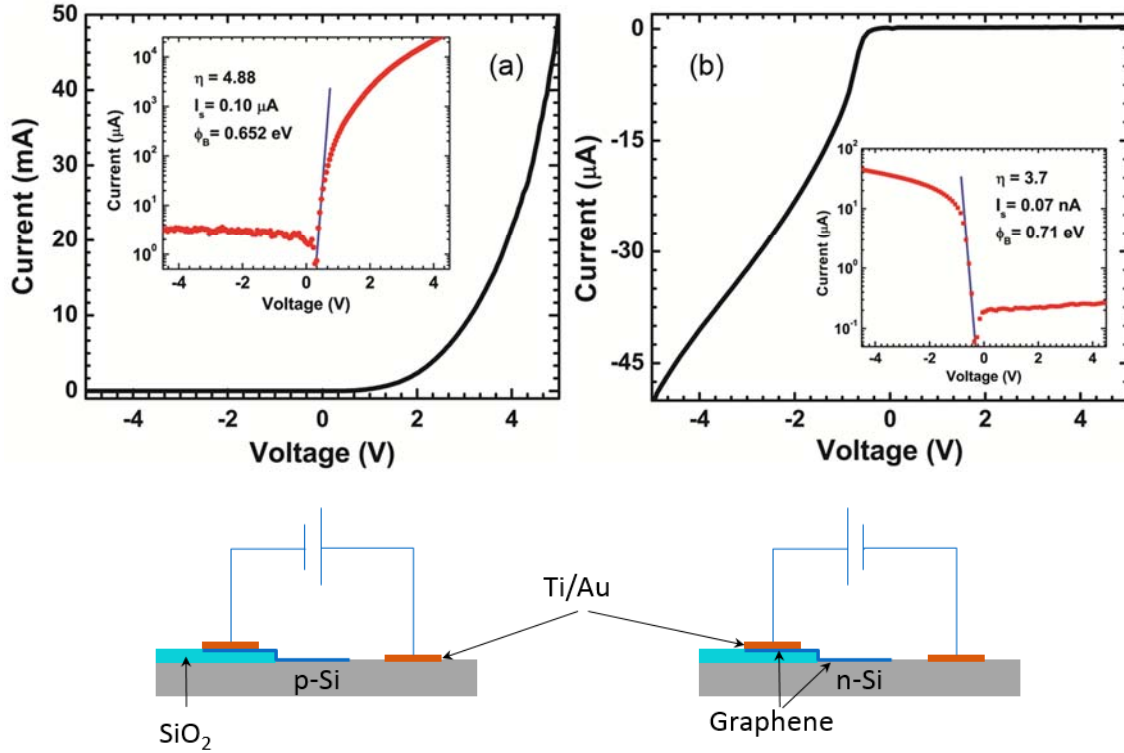 (a)
50
40
30
20
10
0
-4
-2
0
2
4
Current (mA)
Voltage (V)
10^4
10^3
10^2
10^1
10^0
-4
-2
0
2
4
Current (μA)
Voltage (V)
η = 4.88
I_s = 0.10 μA
ϕ_B = 0.652 eV
(b)
0
-15
-30
-45
-4
-2
0
2
4
Current (μA)
Voltage (V)
10^2
10^1
10^0
10^-1
-4
-2
0
2
4
Current (μA)
Voltage (V)
η = 3.7
I_s = 0.07 nA
ϕ_B = 0.71 eV
Ti/Au
p-Si
n-Si
SiO₂
Graphene